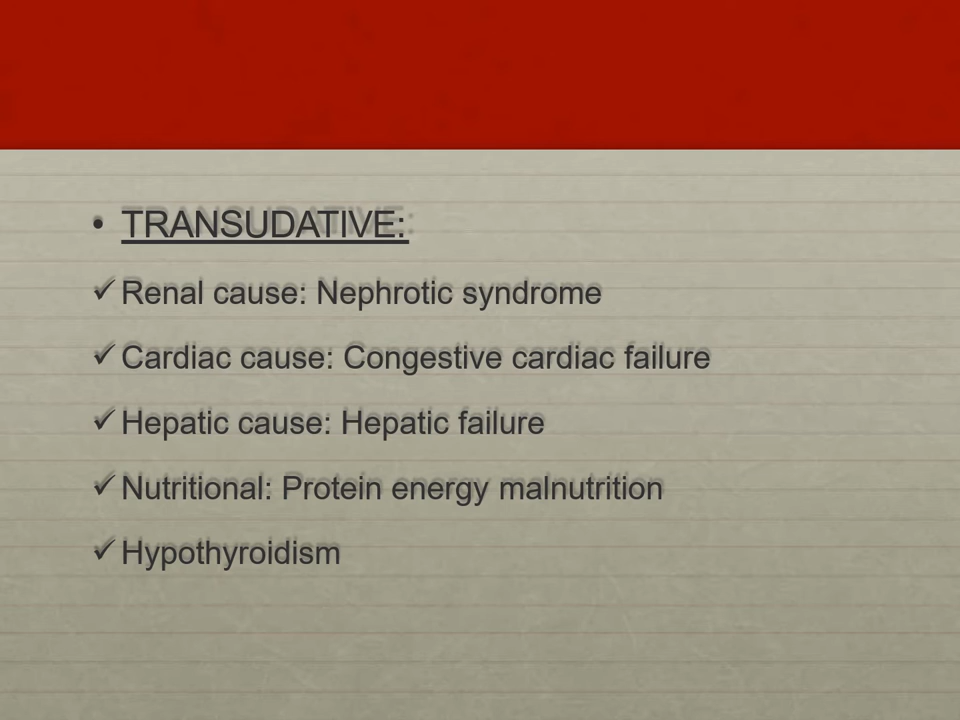 • TRANSUDATIVE:
✓ Renal cause: Nephrotic syndrome
✓ Cardiac cause: Congestive cardiac failure
✓ Hepatic cause: Hepatic failure
✓ Nutritional: Protein energy malnutrition
✓ Hypothyroidism